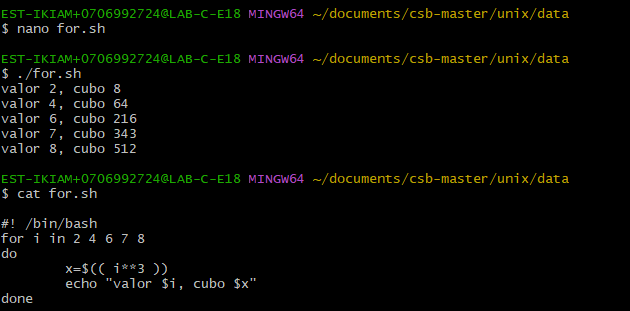 EST-IKIAM+0706992724@LAB-C-E18 MINGW64 ~/documents/csb-master/unix/data
$ nano for.sh

EST-IKIAM+0706992724@LAB-C-E18 MINGW64 ~/documents/csb-master/unix/data
$ ./for.sh
valor 2, cubo 8
valor 4, cubo 64
valor 6, cubo 216
valor 7, cubo 343
valor 8, cubo 512

EST-IKIAM+0706992724@LAB-C-E18 MINGW64 ~/documents/csb-master/unix/data
$ cat for.sh

#! /bin/bash
for i in 2 4 6 7 8
do
        x=$(( i**3 ))
        echo "valor $i, cubo $x"
done